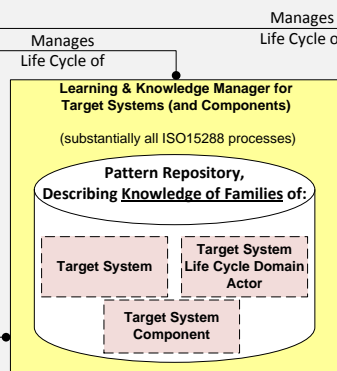 Manages
Life Cycle o
Manages
Life Cycle of
Learning & Knowledge Manager for
Target Systems (and Components)
(substantially all ISO15288 processes)
Pattern Repository,
Describing Knowledge of Families of:
Target System
Target System
Life Cycle Domain
Actor
Target System
Component